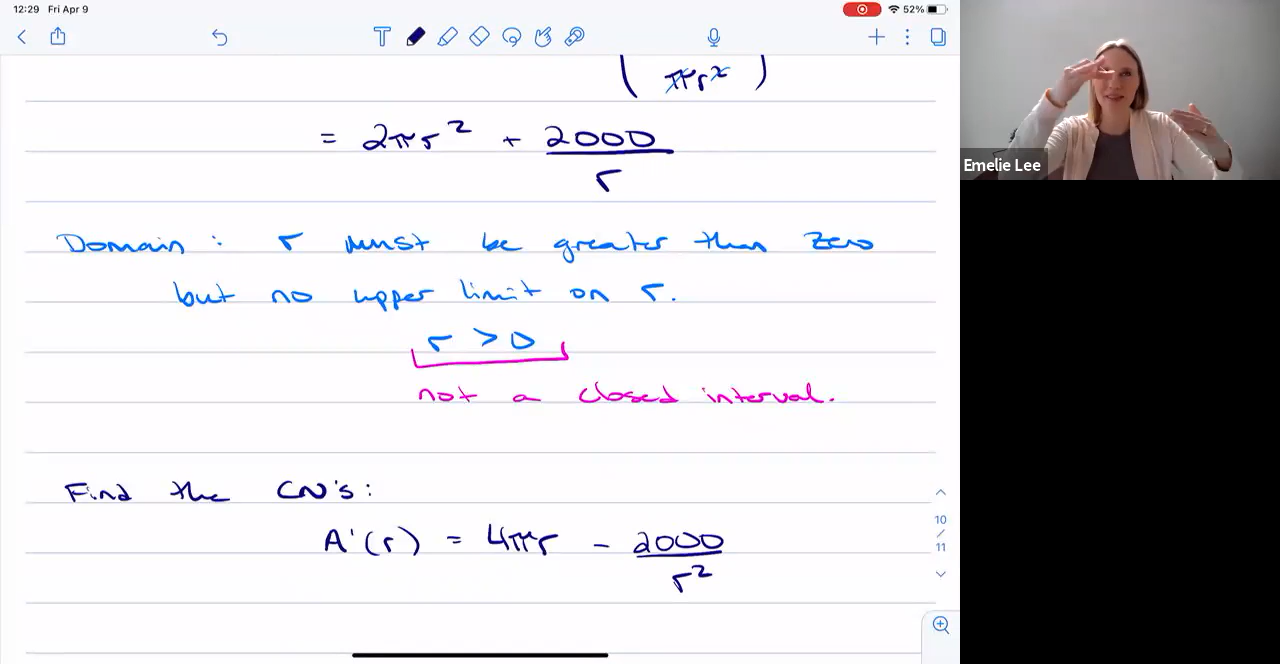 12:29 Fri Apr 9
52%
T
( πr² )
= 2πr² + 2000/r
Emelie Lee
Domain : r must be greater than zero
but no upper limit on r.
r > 0
not a closed interval.
Find the CN's :
A'(r) = 4πr - 2000/r²
10
/
11